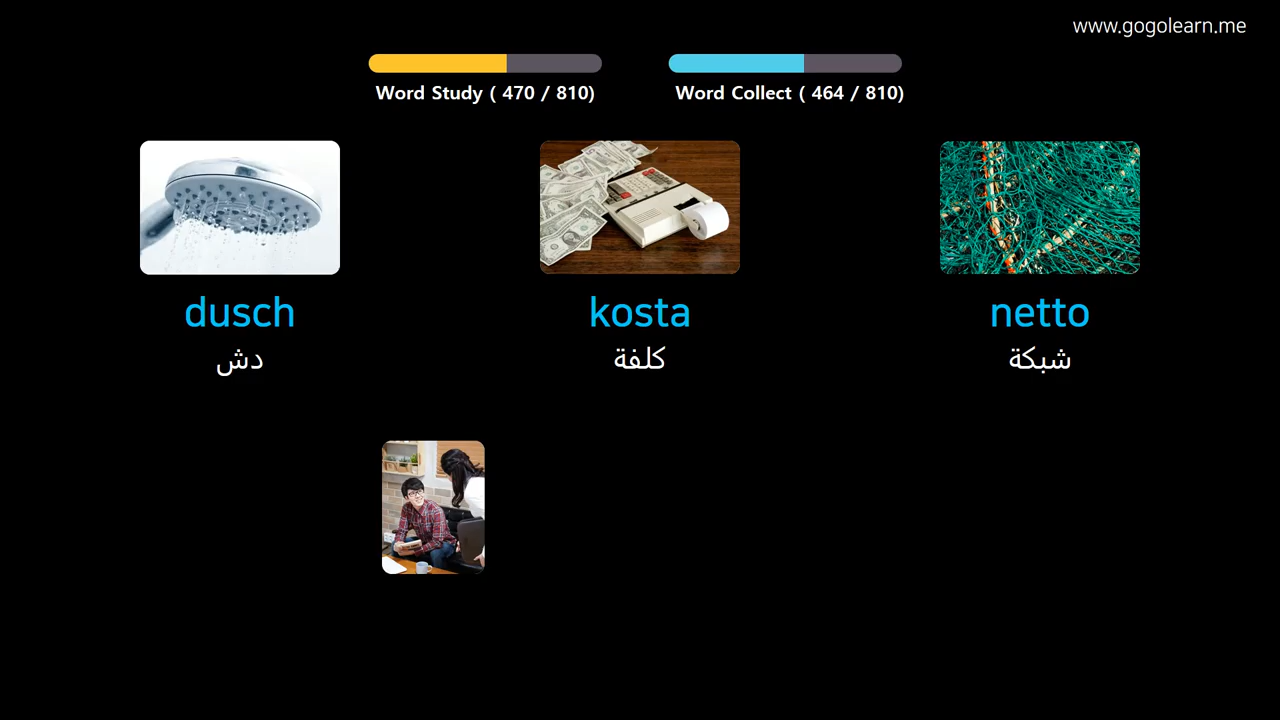 www.gogolearn.me
Word Study ( 470 / 810)
Word Collect ( 464 / 810)
dusch
kosta
netto
دش
كلفة
شبكة